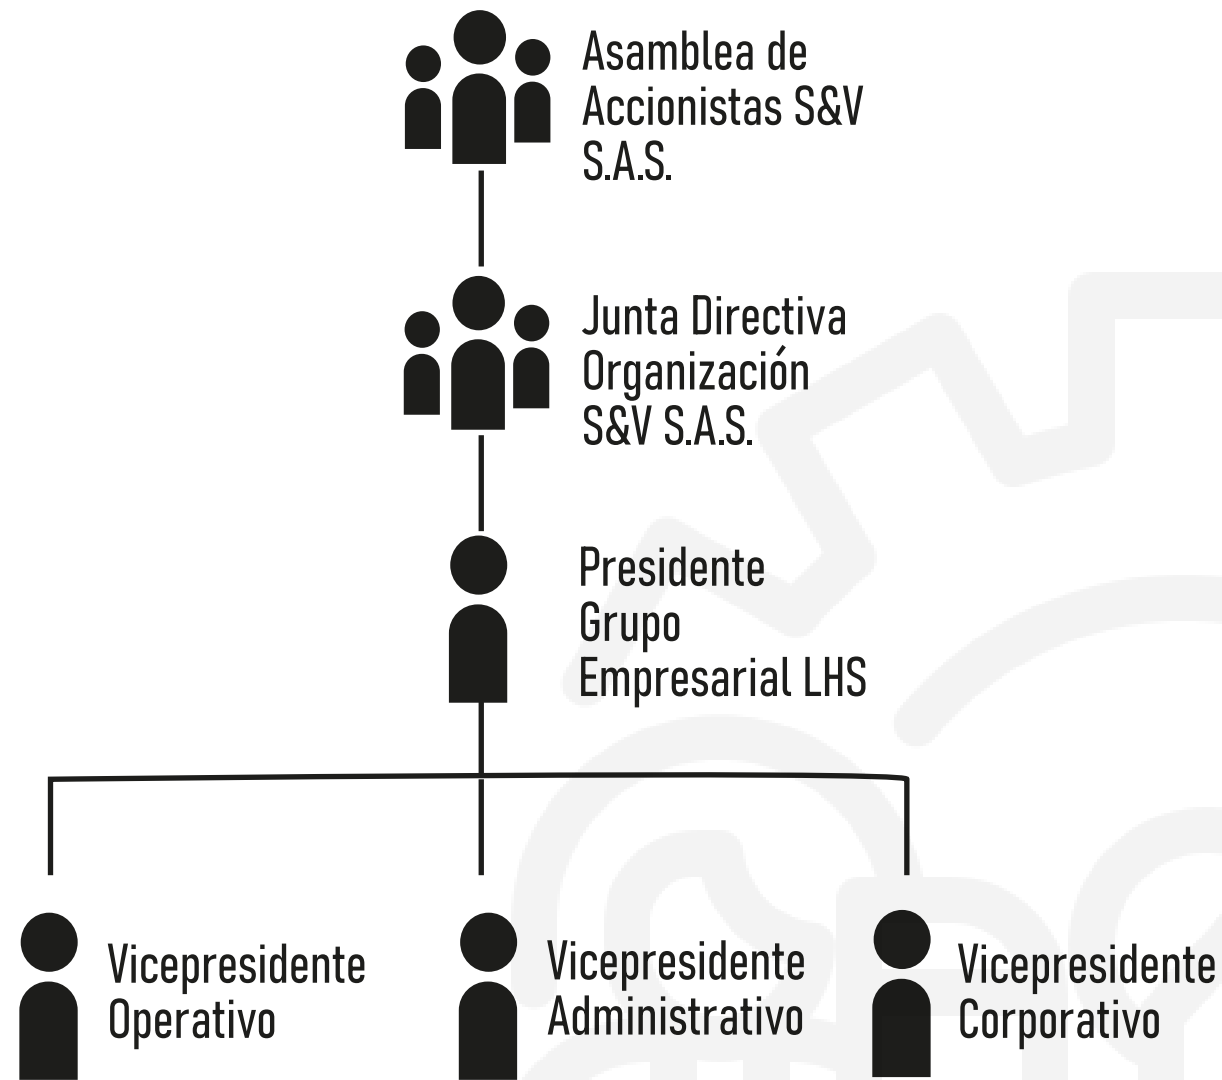 Asamblea de
Accionistas S&V
S.A.S.
Junta Directiva
Organización
S&V S.A.S.
Presidente
Grupo
Empresarial LHS
Vicepresidente
Operativo
Vicepresidente
Administrativo
Vicepresidente
Corporativo